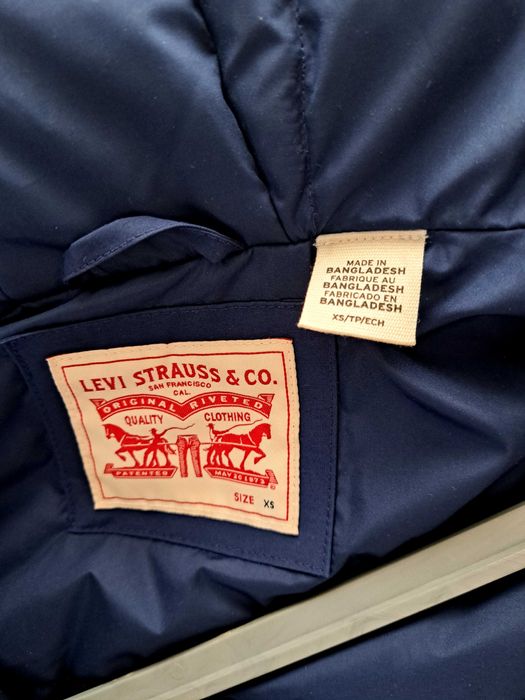 MADE IN
BANGLADESH
FABRIQUE AU
BANGLADESH
FABRICADO EN
BANGLADESH
XS/TP/ECH
LEVI STRAUSS & CO.
SAN FRANCISCO
CAL.
ORIGINAL RIVETED
QUALITY CLOTHING
PATENTED MAY 20 1873
SIZE XS